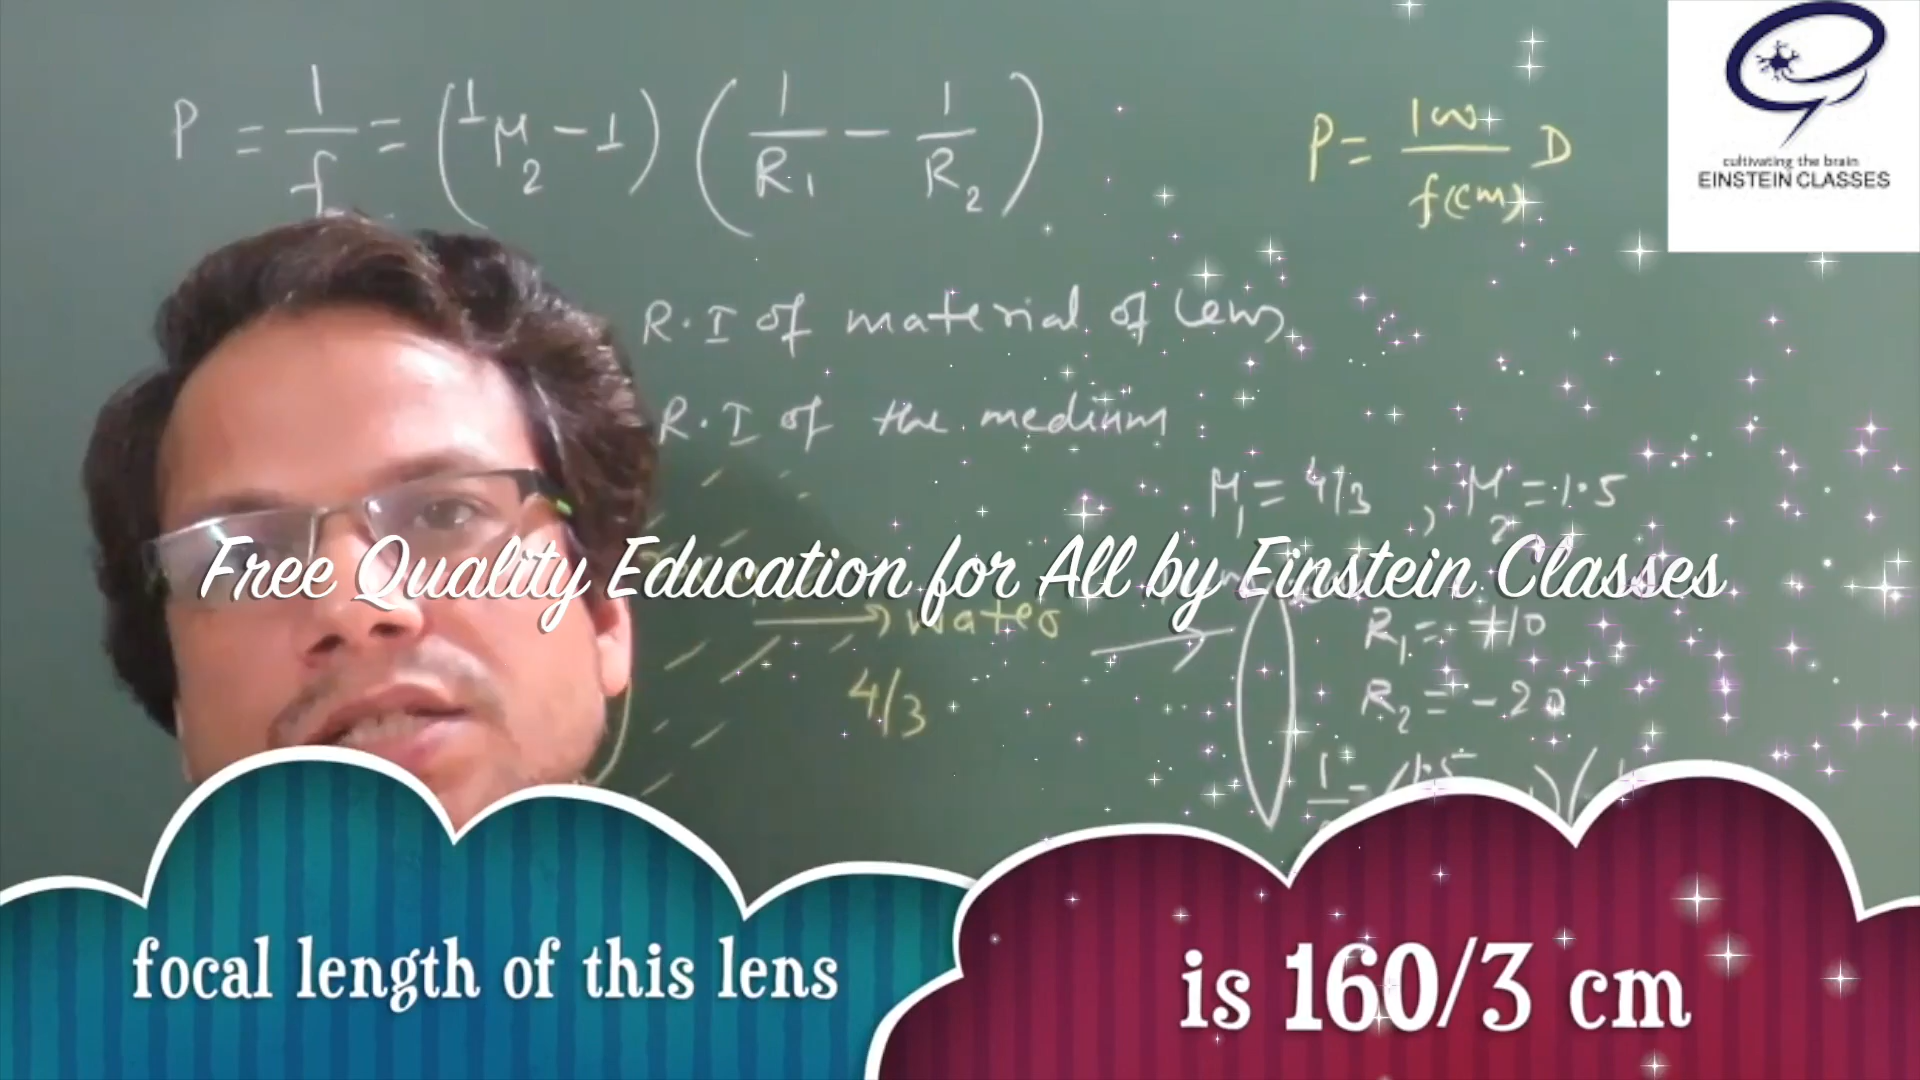 P = 1/f = (¹μ₂ - 1) (1/R₁ - 1/R₂)
P = 100/f(cm) D
cultivating the brain
EINSTEIN CLASSES
R.I of material of lens
R.I of the medium
μ₁ = 4/3 , μ₂ = 1.5
Free Quality Education for All by Einstein Classes
→ water
4/3
R₁ = +10
R₂ = -20
focal length of this lens
is 160/3 cm